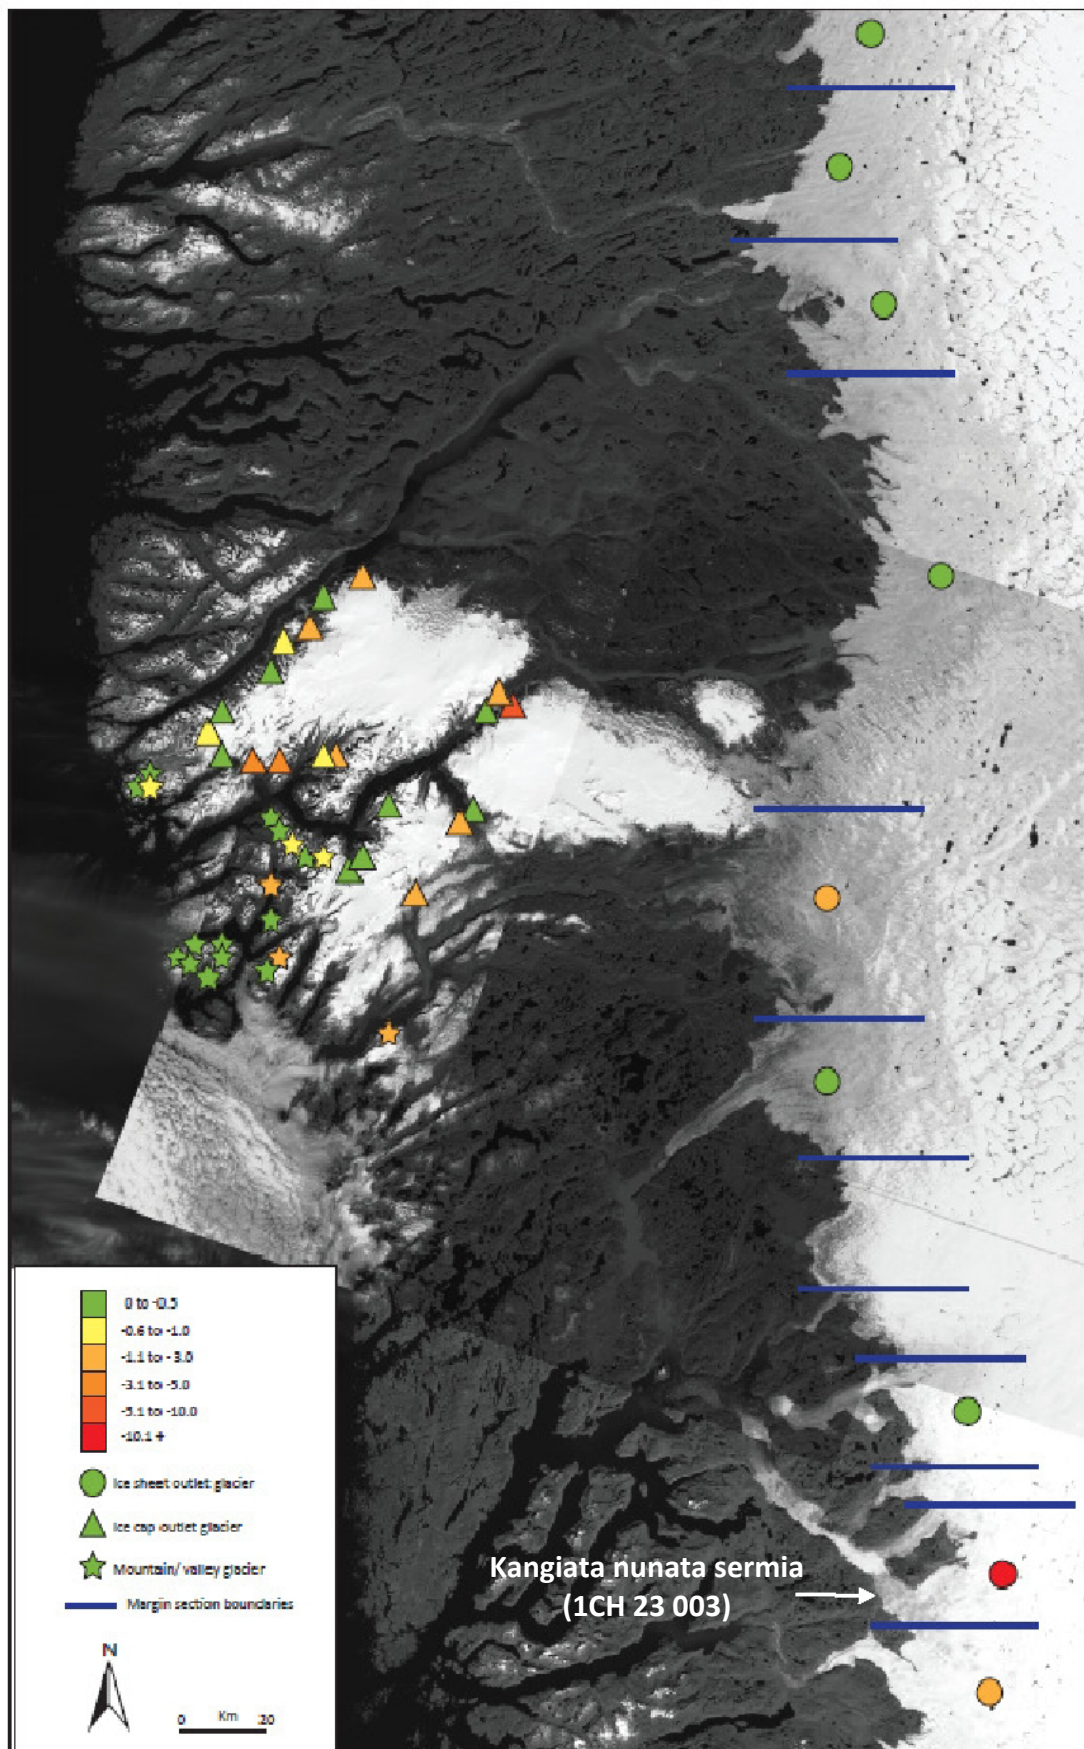 Kangiata nunata sermia
(1CH 23 003)
0 to -0.5
-0.6 to -1.0
-1.1 to -3.0
-3.1 to -5.0
-5.1 to -10.0
-10.1 +
Ice sheet outlet glacier
Ice cap outlet glacier
Mountain/ valley glacier
Margin section boundaries
N
Km
0 20